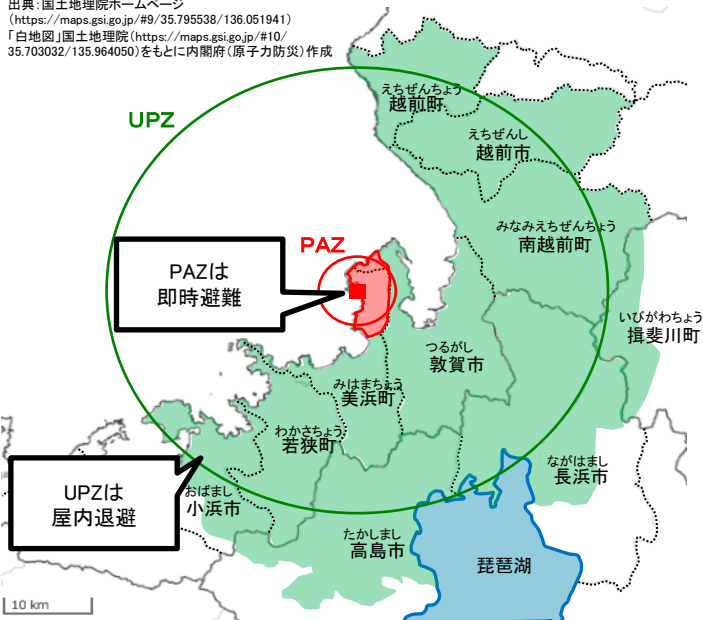 出典：国土地理院ホームページ
(https://maps.gsi.go.jp/#9/35.795538/136.051941)
「白地図」国土地理院(https://maps.gsi.go.jp/#10/
35.703032/135.964050)をもとに内閣府(原子力防災)作成
えちぜんちょう
越前町
UPZ
えちぜんし
越前市
みなみえちぜんちょう
南越前町
PAZ
PAZは
即時避難
いびがわちょう
揖斐川町
つるがし
敦賀市
みはまちょう
美浜町
わかさちょう
若狭町
ながはまし
長浜市
UPZは
屋内退避
おばまし
小浜市
たかしまし
高島市
琵琶湖
10 km